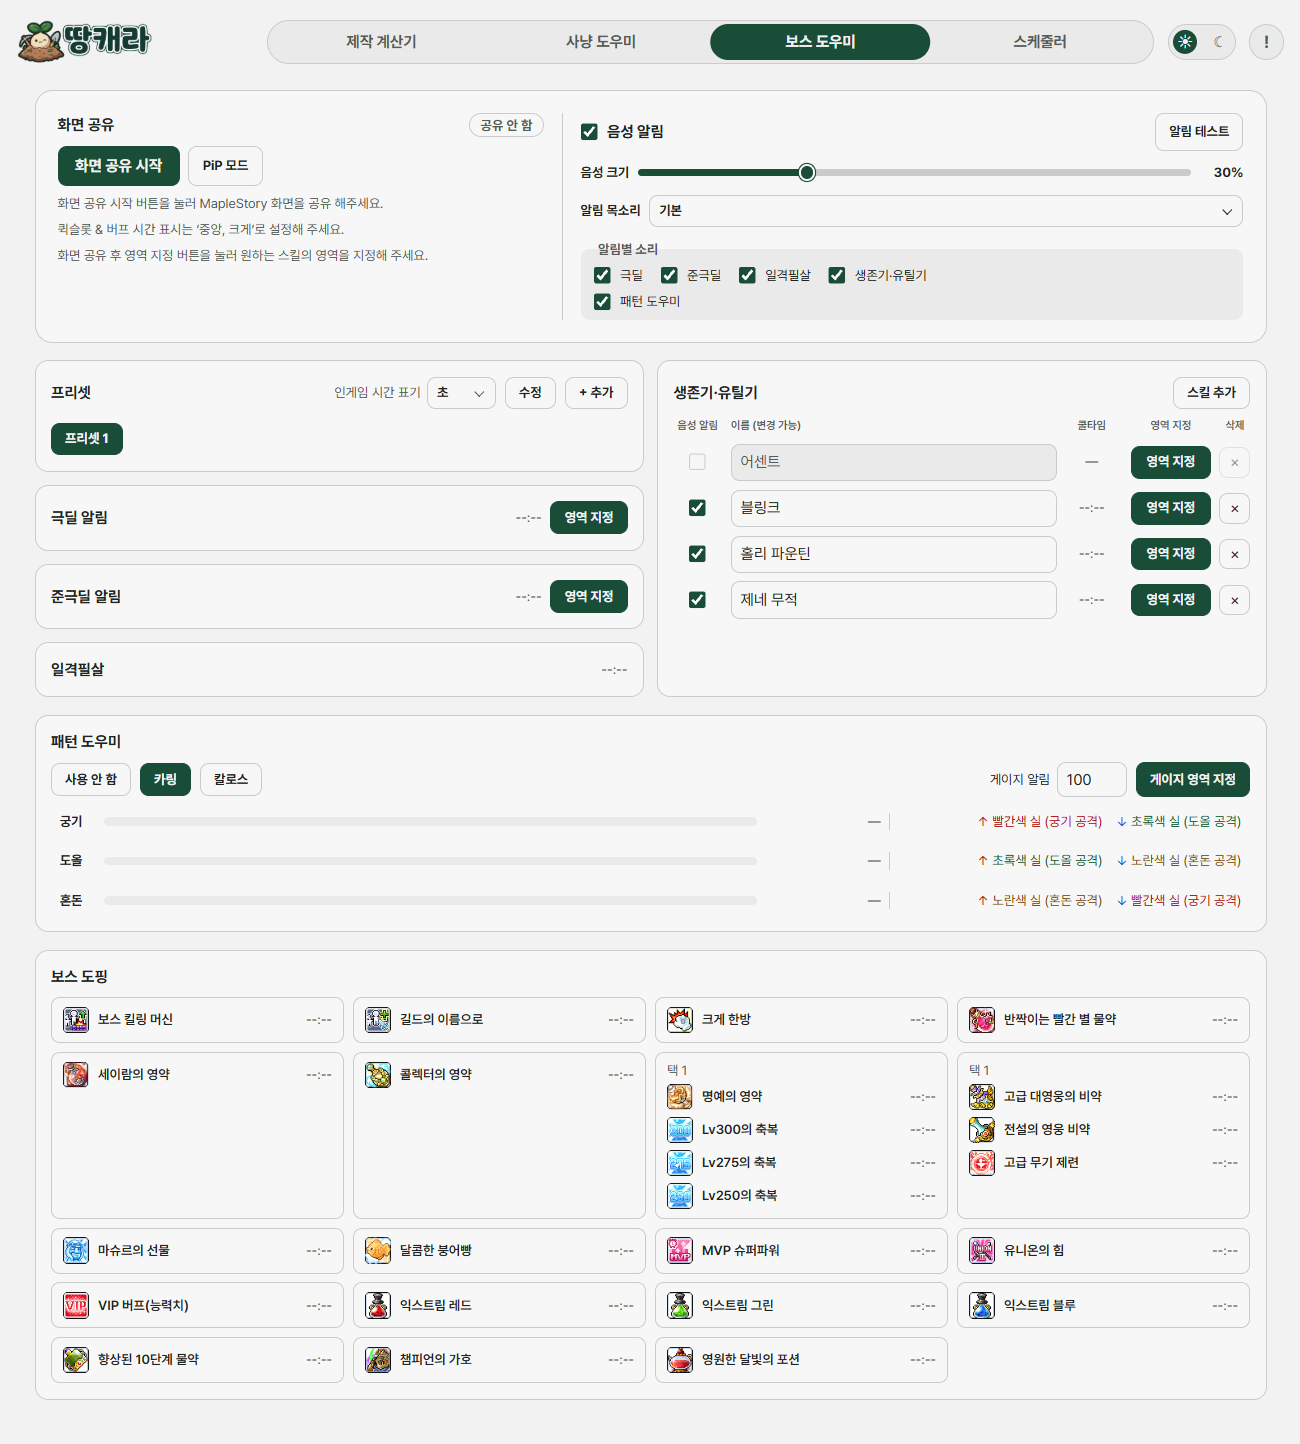 땅캐라
제작 계산기
사냥 도우미
보스 도우미
스케줄러
!
화면 공유
공유 안 함
화면 공유 시작
PiP 모드
화면 공유 시작 버튼을 눌러 MapleStory 화면을 공유 해주세요.
퀵슬롯 & 버프 시간 표시는 ‘중앙, 크게’로 설정해 주세요.
화면 공유 후 영역 지정 버튼을 눌러 원하는 스킬의 영역을 지정해 주세요.
음성 알림
알림 테스트
음성 크기
30%
알림 목소리
기본
알림별 소리
극딜
준극딜
일격필살
생존기·유틸기
패턴 도우미
프리셋
인게임 시간 표기
초
수정
+ 추가
프리셋 1
극딜 알림
--:--
영역 지정
준극딜 알림
--:--
영역 지정
일격필살
--:--
생존기·유틸기
스킬 추가
음성 알림
이름 (변경 가능)
쿨타임
영역 지정
삭제
어센트
—
영역 지정
×
블링크
--:--
영역 지정
×
홀리 파운틴
--:--
영역 지정
×
제네 무적
--:--
영역 지정
×
패턴 도우미
사용 안 함
카링
칼로스
게이지 알림
100
게이지 영역 지정
궁기
—
↑ 빨간색 실 (궁기 공격)
↓ 초록색 실 (도올 공격)
도올
—
↑ 초록색 실 (도올 공격)
↓ 노란색 실 (혼돈 공격)
혼돈
—
↑ 노란색 실 (혼돈 공격)
↓ 빨간색 실 (궁기 공격)
보스 도핑
보스 킬링 머신
--:--
길드의 이름으로
--:--
크게 한방
--:--
반짝이는 빨간 별 물약
--:--
세이람의 영약
--:--
콜렉터의 영약
--:--
택 1
명예의 영약
--:--
Lv300의 축복
--:--
Lv275의 축복
--:--
Lv250의 축복
--:--
택 1
고급 대영웅의 비약
--:--
전설의 영웅 비약
--:--
고급 무기 제련
--:--
마슈르의 선물
--:--
달콤한 붕어빵
--:--
MVP 슈퍼파워
--:--
유니온의 힘
--:--
VIP 버프(능력치)
--:--
익스트림 레드
--:--
익스트림 그린
--:--
익스트림 블루
--:--
향상된 10단계 물약
--:--
챔피언의 가호
--:--
영원한 달빛의 포션
--:--